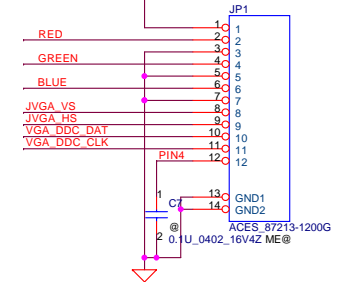 JP1
1 1
RED 2 2
3 3
GREEN 4 4
5 5
BLUE 6 6
7 7
JVGA_VS 8 8
JVGA_HS 9 9
VGA_DDC_DAT 10 10
VGA_DDC_CLK 11 11
PIN4 12 12
13 GND1
14 GND2
1
C7
@
2 0.1U_0402_16V4Z
ACES_87213-1200G
ME@